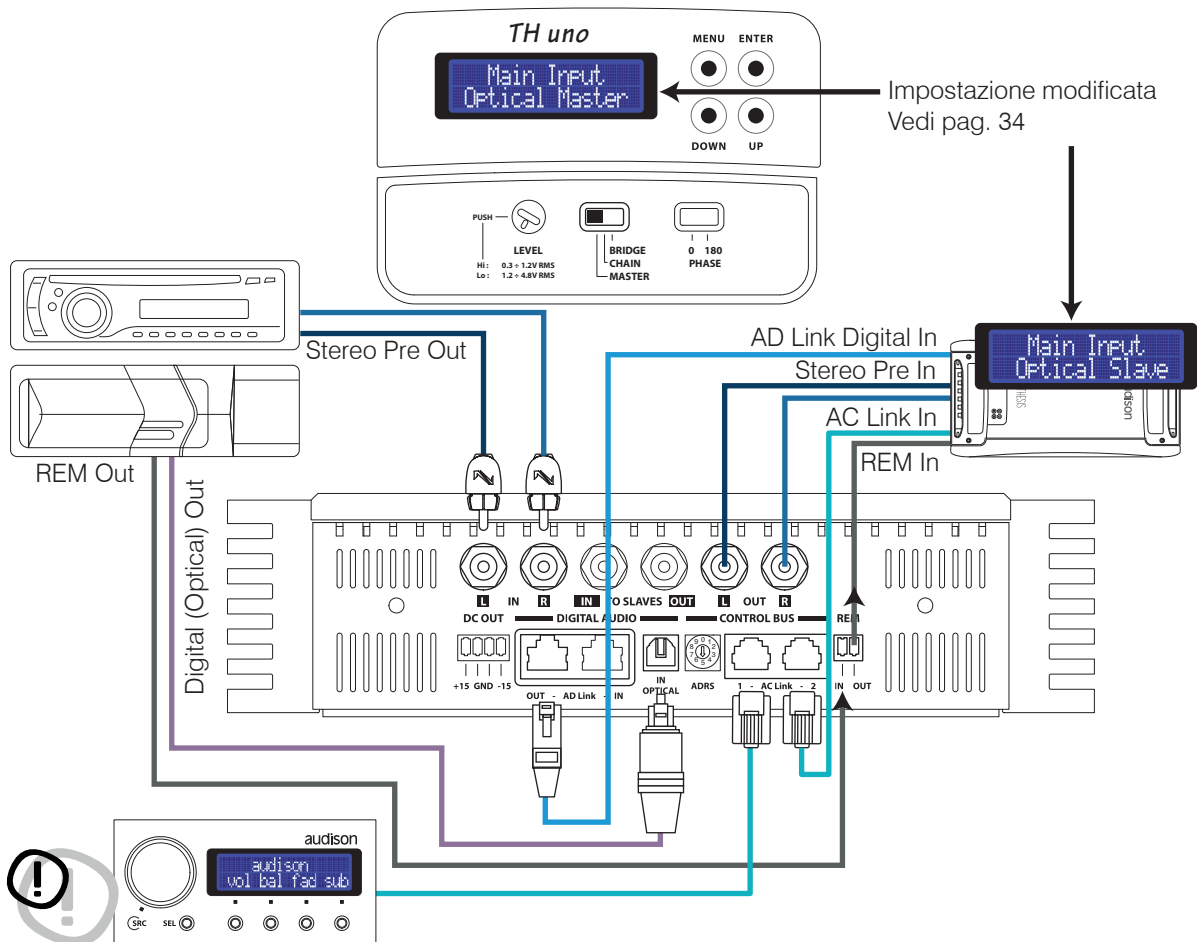 TH uno
MENU ENTER
Main Input
Optical Master
DOWN UP
Impostazione modificata
Vedi pag. 34
PUSH
LEVEL
Hi : 0.3 ÷ 1.2V RMS
Lo : 1.2 ÷ 4.8V RMS
BRIDGE
CHAIN
MASTER
0 180
PHASE
Stereo Pre Out
AD Link Digital In
Stereo Pre In
AC Link In
REM In
Main Input
Optical Slave
REM Out
Digital (Optical) Out
L IN R IN TO SLAVES OUT L OUT R
DC OUT DIGITAL AUDIO CONTROL BUS REM
+15 GND -15
OUT - AD Link - IN
IN
OPTICAL
ADRS
1 - AC Link - 2
IN OUT
audison
audison
vol bal fad sub
SRC SEL